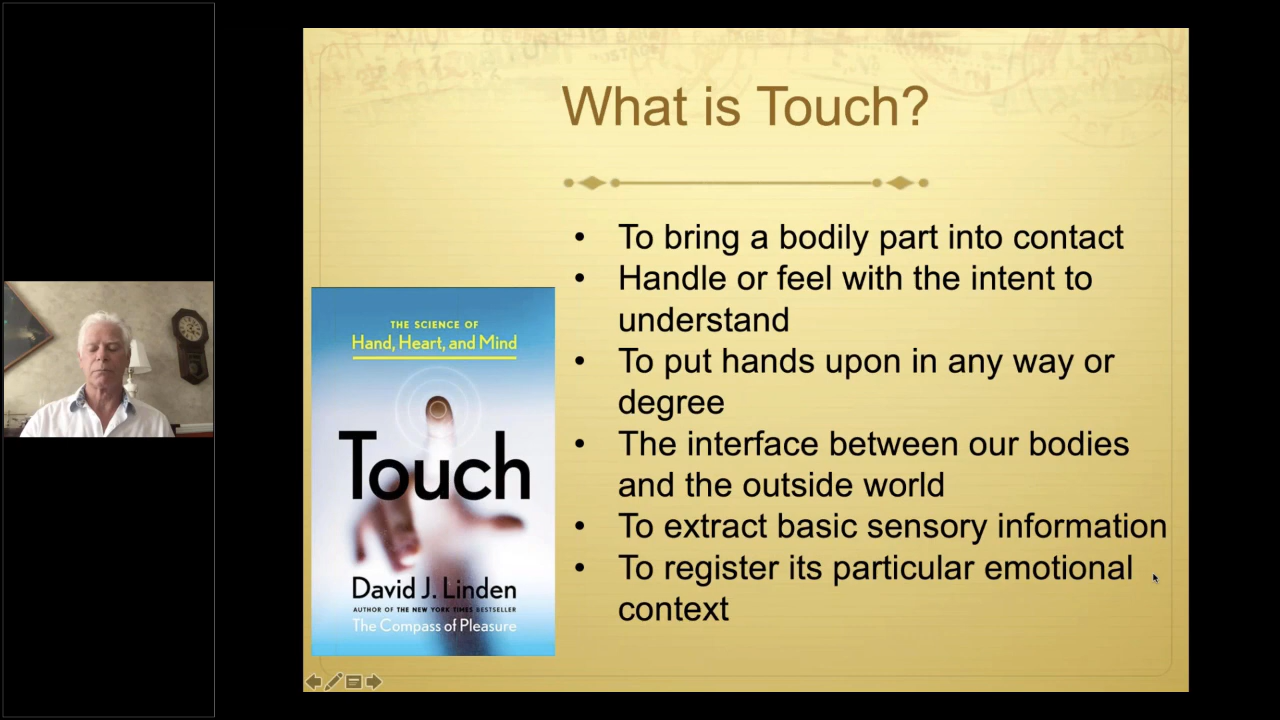 What is Touch?
• To bring a bodily part into contact
• Handle or feel with the intent to
understand
• To put hands upon in any way or
degree
• The interface between our bodies
and the outside world
• To extract basic sensory information
• To register its particular emotional
context
THE SCIENCE OF
Hand, Heart, and Mind
Touch
David J. Linden
AUTHOR OF THE NEW YORK TIMES BESTSELLER
The Compass of Pleasure